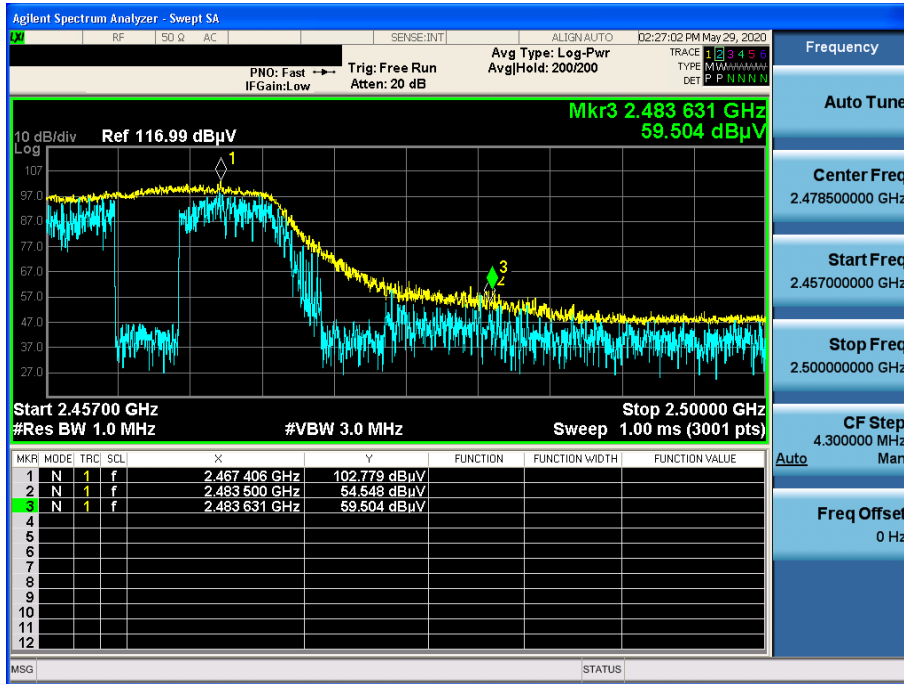 Agilent Spectrum Analyzer - Swept SA
LXI RF 50 Ω AC SENSE:INT ALIGN AUTO 02:27:02 PM May 29, 2020
PNO: Fast Trig: Free Run Avg Type: Log-Pwr TRACE 1 2 3 4 5 6
IFGain:Low Atten: 20 dB Avg|Hold: 200/200 TYPE MWWWWW
DET P P N N N N
Frequency
Mkr3 2.483 631 GHz
59.504 dBµV
10 dB/div Ref 116.99 dBµV
Log
107
97.0
87.0
77.0
67.0
57.0
47.0
37.0
27.0
1
3
2
Start 2.45700 GHz Stop 2.50000 GHz
#Res BW 1.0 MHz #VBW 3.0 MHz Sweep 1.00 ms (3001 pts)
MKR MODE TRC SCL X Y FUNCTION FUNCTION WIDTH FUNCTION VALUE
1 N 1 f 2.467 406 GHz 102.779 dBµV
2 N 1 f 2.483 500 GHz 54.548 dBµV
3 N 1 f 2.483 631 GHz 59.504 dBµV
4
5
6
7
8
9
10
11
12
MSG STATUS
Auto Tune
Center Freq
2.478500000 GHz
Start Freq
2.457000000 GHz
Stop Freq
2.500000000 GHz
CF Step
4.300000 MHz
Auto Man
Freq Offset
0 Hz